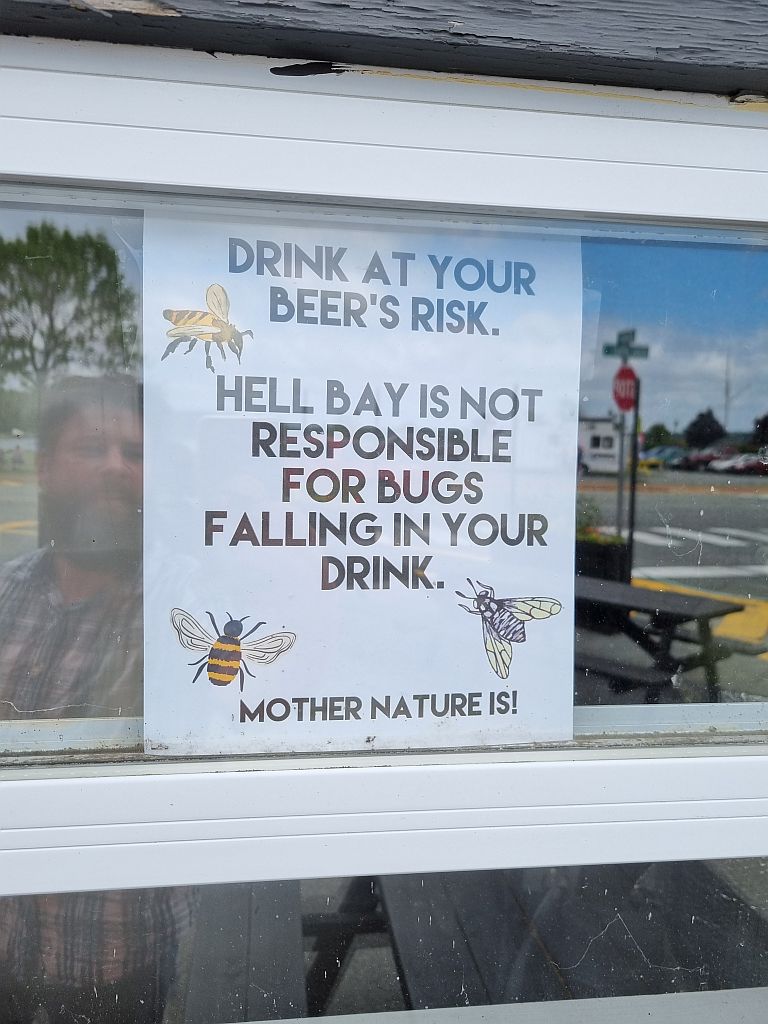 DRINK AT YOUR
BEER'S RISK.
HELL BAY IS NOT
RESPONSIBLE
FOR BUGS
FALLING IN YOUR
DRINK.
MOTHER NATURE IS!